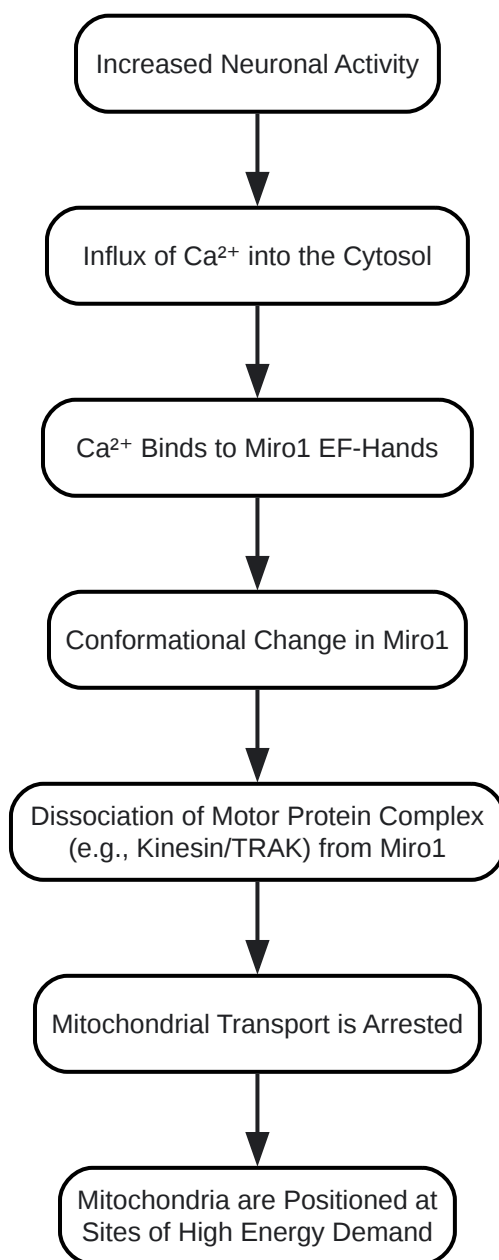 Increased Neuronal Activity
Influx of Ca²⁺ into the Cytosol
Ca²⁺ Binds to Miro1 EF-Hands
Conformational Change in Miro1
Dissociation of Motor Protein Complex
(e.g., Kinesin/TRAK) from Miro1
Mitochondrial Transport is Arrested
Mitochondria are Positioned at
Sites of High Energy Demand